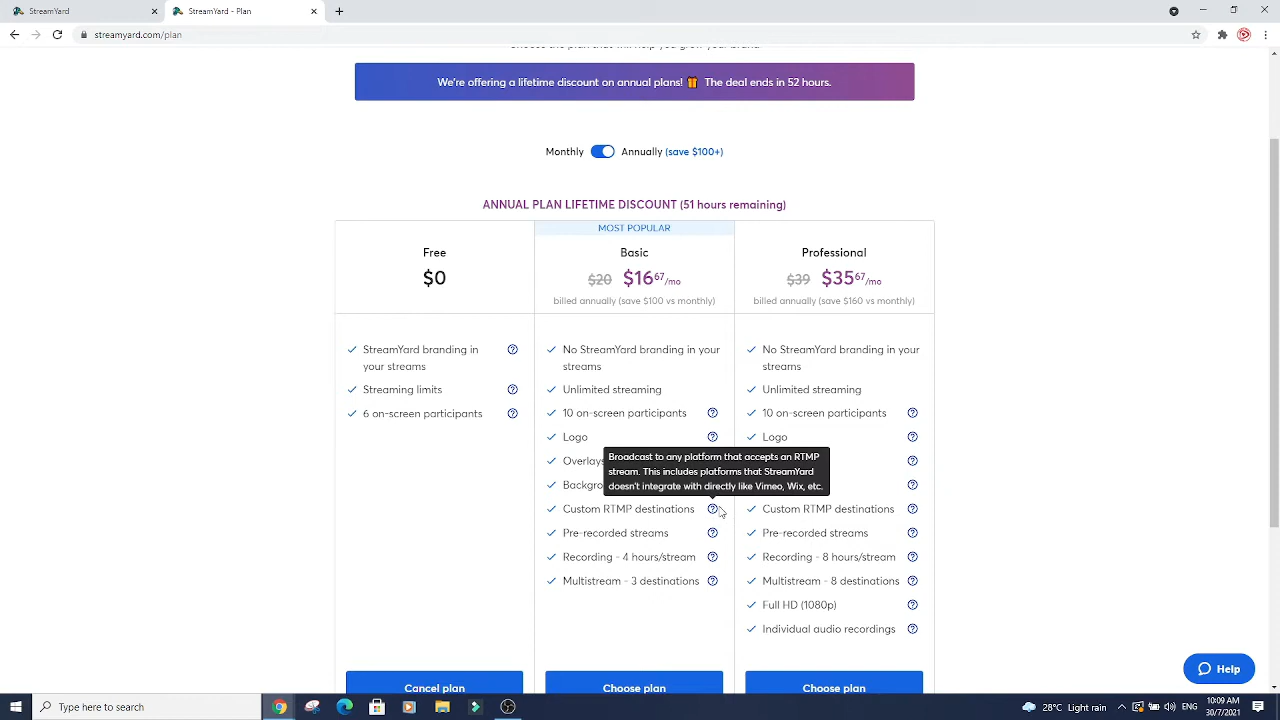 StreamYard
StreamYard - Plan
streamyard.com/plan
We're offering a lifetime discount on annual plans! 🎁 The deal ends in 52 hours.
Monthly Annually (save $100+)
ANNUAL PLAN LIFETIME DISCOUNT (51 hours remaining)
MOST POPULAR
Free
$0
StreamYard branding in
your streams
Streaming limits
6 on-screen participants
Cancel plan
Basic
$20 $16 67/mo
billed annually (save $100 vs monthly)
No StreamYard branding in your
streams
Unlimited streaming
10 on-screen participants
Logo
Overlays
Backgro
Custom RTMP destinations
Pre-recorded streams
Recording - 4 hours/stream
Multistream - 3 destinations
Choose plan
Broadcast to any platform that accepts an RTMP
stream. This includes platforms that StreamYard
doesn't integrate with directly like Vimeo, Wix, etc.
Professional
$39 $35 67/mo
billed annually (save $160 vs monthly)
No StreamYard branding in your
streams
Unlimited streaming
10 on-screen participants
Logo
Custom RTMP destinations
Pre-recorded streams
Recording - 8 hours/stream
Multistream - 8 destinations
Full HD (1080p)
Individual audio recordings
Choose plan
Help
Type here to search
28°C Light rain
10:09 AM
30/7/2021